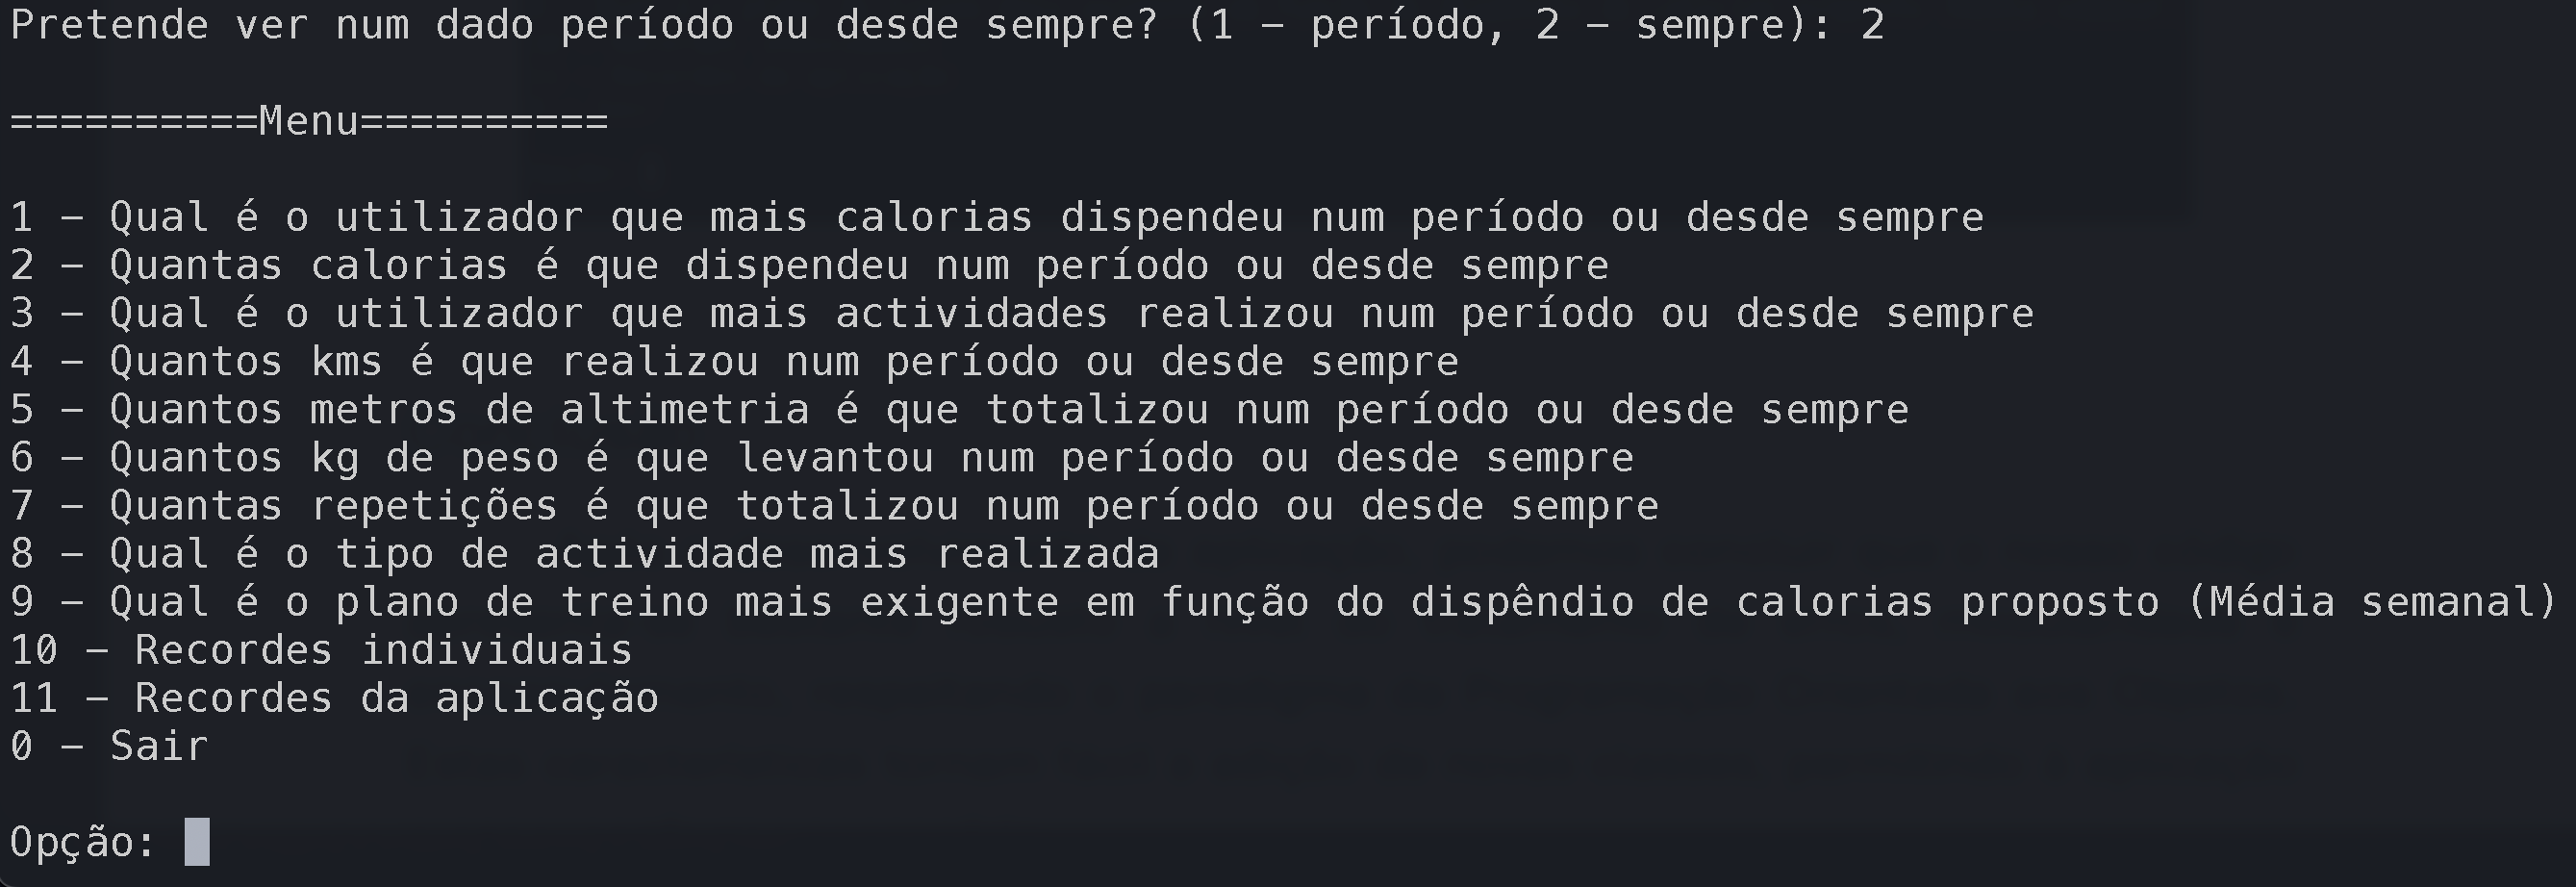 Pretende ver num dado período ou desde sempre? (1 – período, 2 – sempre): 2
==========Menu==========
1 – Qual é o utilizador que mais calorias dispendeu num período ou desde sempre
2 – Quantas calorias é que dispendeu num período ou desde sempre
3 – Qual é o utilizador que mais actividades realizou num período ou desde sempre
4 – Quantos kms é que realizou num período ou desde sempre
5 – Quantos metros de altimetria é que totalizou num período ou desde sempre
6 – Quantos kg de peso é que levantou num período ou desde sempre
7 – Quantas repetições é que totalizou num período ou desde sempre
8 – Qual é o tipo de actividade mais realizada
9 – Qual é o plano de treino mais exigente em função do dispêndio de calorias proposto (Média semanal)
10 – Recordes individuais
11 – Recordes da aplicação
0 – Sair
Opção: